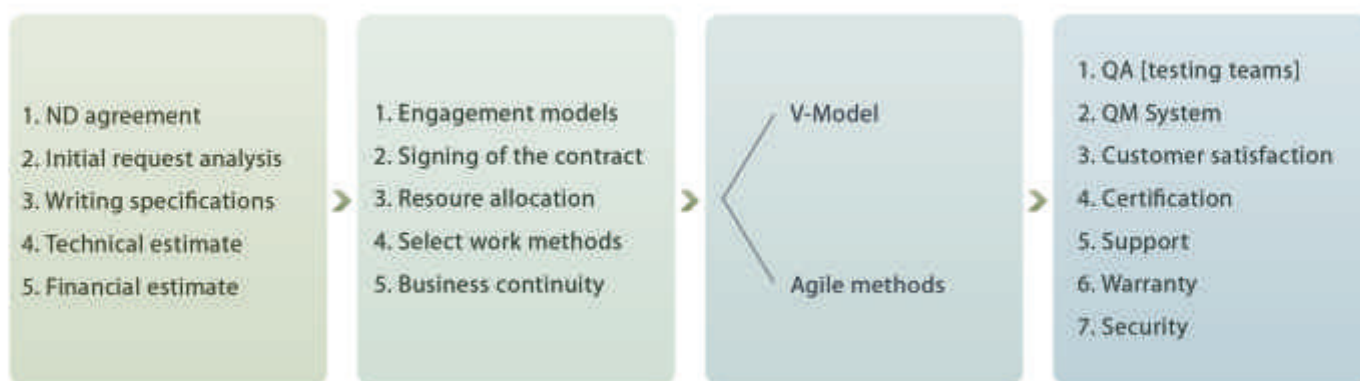 1. ND agreement
2. Initial request analysis
3. Writing specifications
4. Technical estimate
5. Financial estimate
1. Engagement models
2. Signing of the contract
3. Resoure allocation
4. Select work methods
5. Business continuity
V-Model
Agile methods
1. QA [testing teams]
2. QM System
3. Customer satisfaction
4. Certification
5. Support
6. Warranty
7. Security